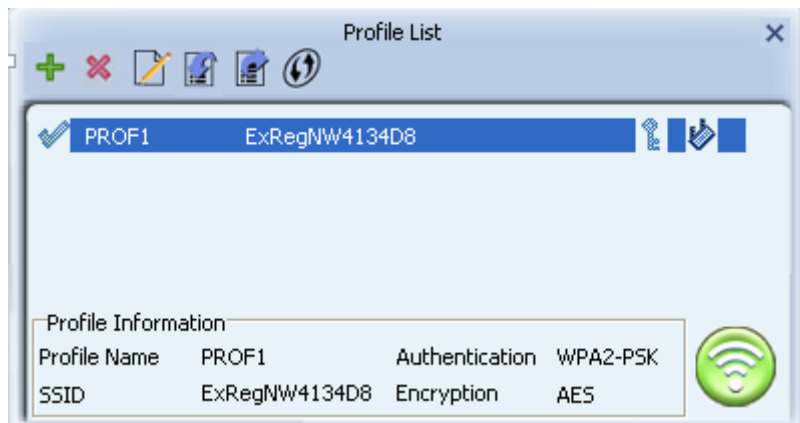 Profile List
PROF1 ExRegNW4134D8
Profile Information
Profile Name PROF1 Authentication WPA2-PSK
SSID ExRegNW4134D8 Encryption AES